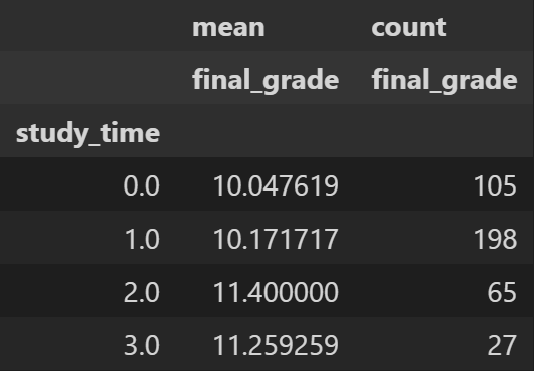 mean count
final_grade final_grade
study_time
0.0 10.047619 105
1.0 10.171717 198
2.0 11.400000 65
3.0 11.259259 27